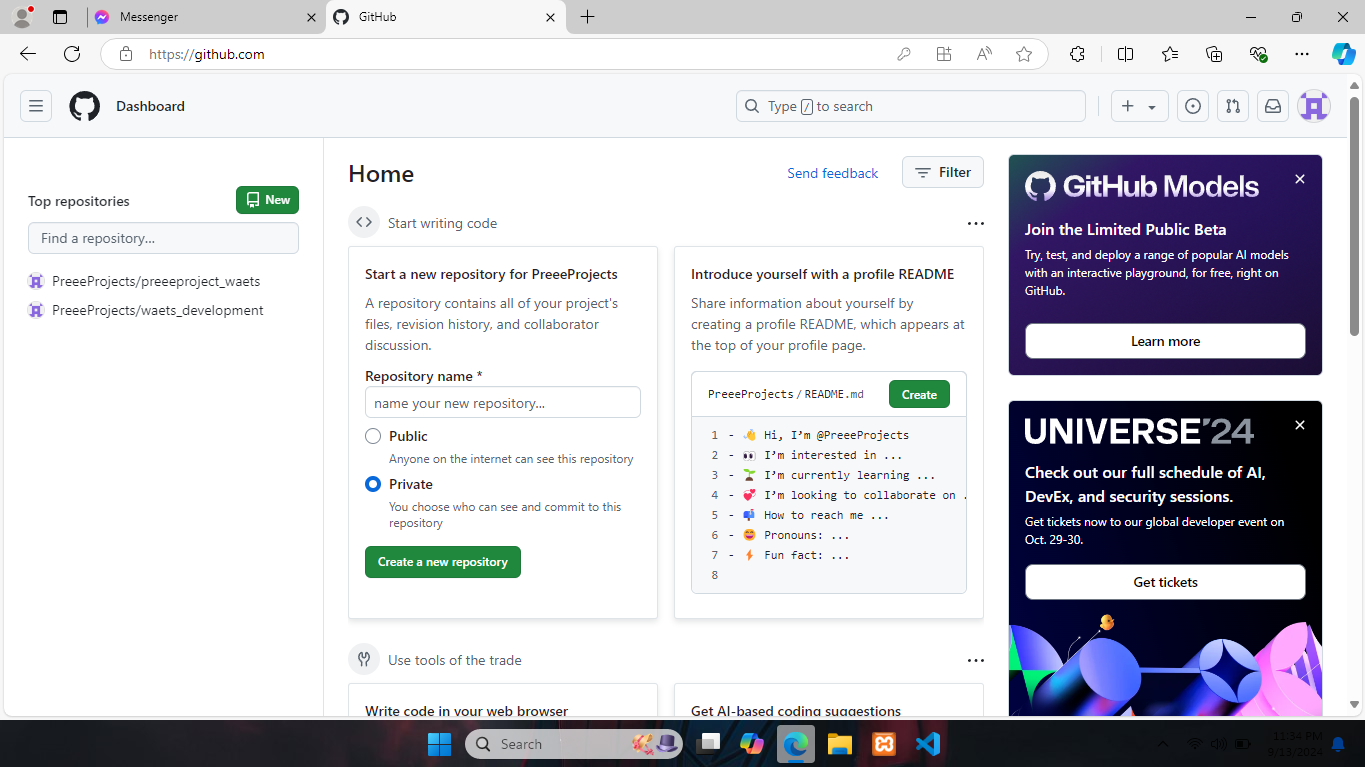 Messenger
GitHub
https://github.com
Dashboard
Type / to search
Top repositories
New
Find a repository...
PreeeProjects/preeeproject_waets
PreeeProjects/waets_development
Home
Send feedback
Filter
Start writing code
Start a new repository for PreeeProjects
A repository contains all of your project's
files, revision history, and collaborator
discussion.
Repository name *
name your new repository...
Public
Anyone on the internet can see this repository
Private
You choose who can see and commit to this
repository
Create a new repository
Introduce yourself with a profile README
Share information about yourself by
creating a profile README, which appears at
the top of your profile page.
PreeeProjects / README.md
Create
1 - 👋 Hi, I’m @PreeeProjects
2 - 👀 I’m interested in ...
3 - 🌱 I’m currently learning ...
4 - 💞️ I’m looking to collaborate on .
5 - 📫 How to reach me ...
6 - 😄 Pronouns: ...
7 - ⚡ Fun fact: ...
8
Use tools of the trade
Write code in your web browser
Get AI-based coding suggestions
GitHub Models
Join the Limited Public Beta
Try, test, and deploy a range of popular AI models
with an interactive playground, for free, right on
GitHub.
Learn more
UNIVERSE'24
Check out our full schedule of AI,
DevEx, and security sessions.
Get tickets now to our global developer event on
Oct. 29-30.
Get tickets
Search
11:34 PM
9/13/2024